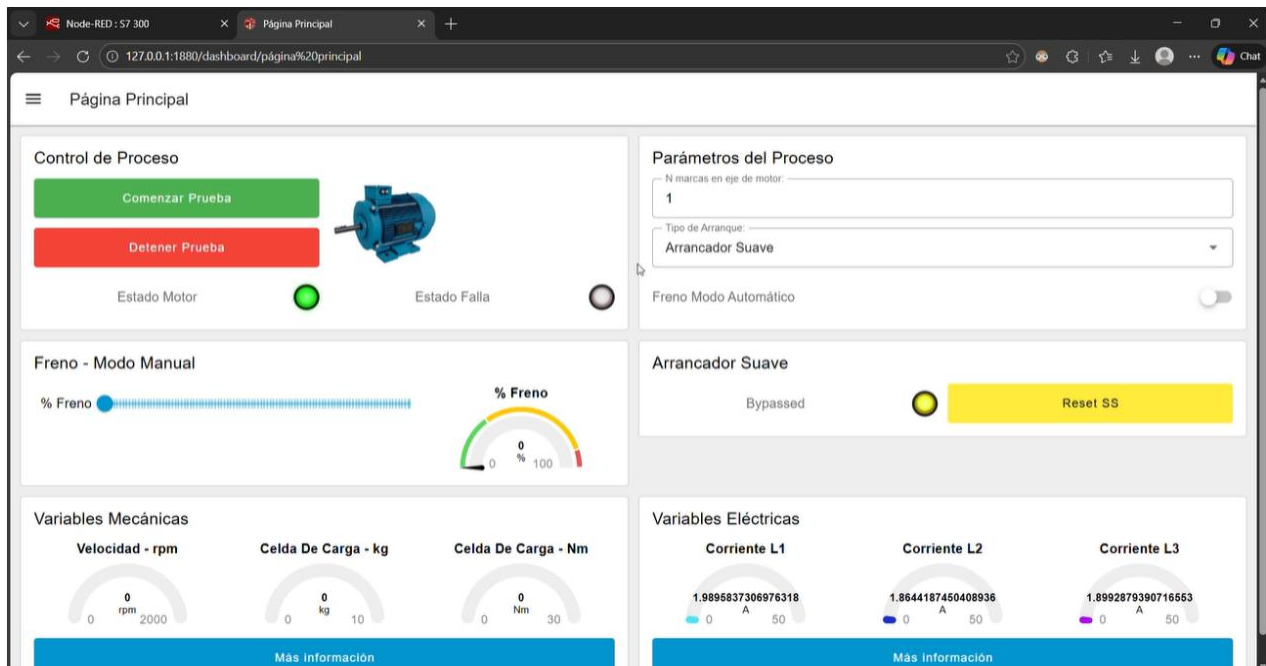 Node-RED : S7 300
Página Principal
127.0.0.1:1880/dashboard/página%20principal
Chat
Página Principal
Control de Proceso
Comenzar Prueba
Detener Prueba
Estado Motor
Estado Falla
Parámetros del Proceso
N marcas en eje de motor:
1
Tipo de Arranque:
Arrancador Suave
Freno Modo Automático
Freno - Modo Manual
% Freno
% Freno
0
%
0
100
Arrancador Suave
Bypassed
Reset SS
Variables Mecánicas
Velocidad - rpm
0
rpm
0
2000
Celda De Carga - kg
0
kg
0
10
Celda De Carga - Nm
0
Nm
0
30
Más información
Variables Eléctricas
Corriente L1
1.9895837306976318
A
0
50
Corriente L2
1.8644187450408936
A
0
50
Corriente L3
1.8992879390716553
A
0
50
Más información